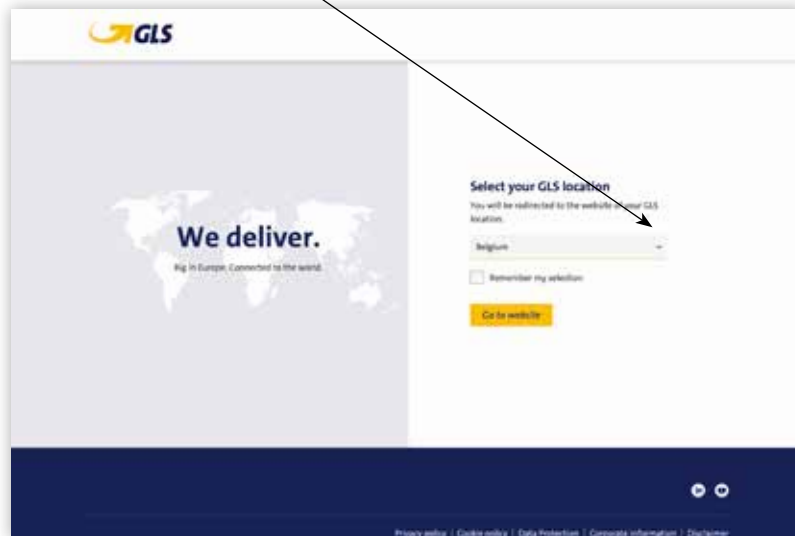 GLS
We deliver.
Big in Europe. Connected to the world.
Select your GLS location
You will be redirected to the website of your GLS
location.
Belgium
Remember my selection
Go to website
Privacy policy | Cookie policy | Data Protection | Corporate information | Disclaimer